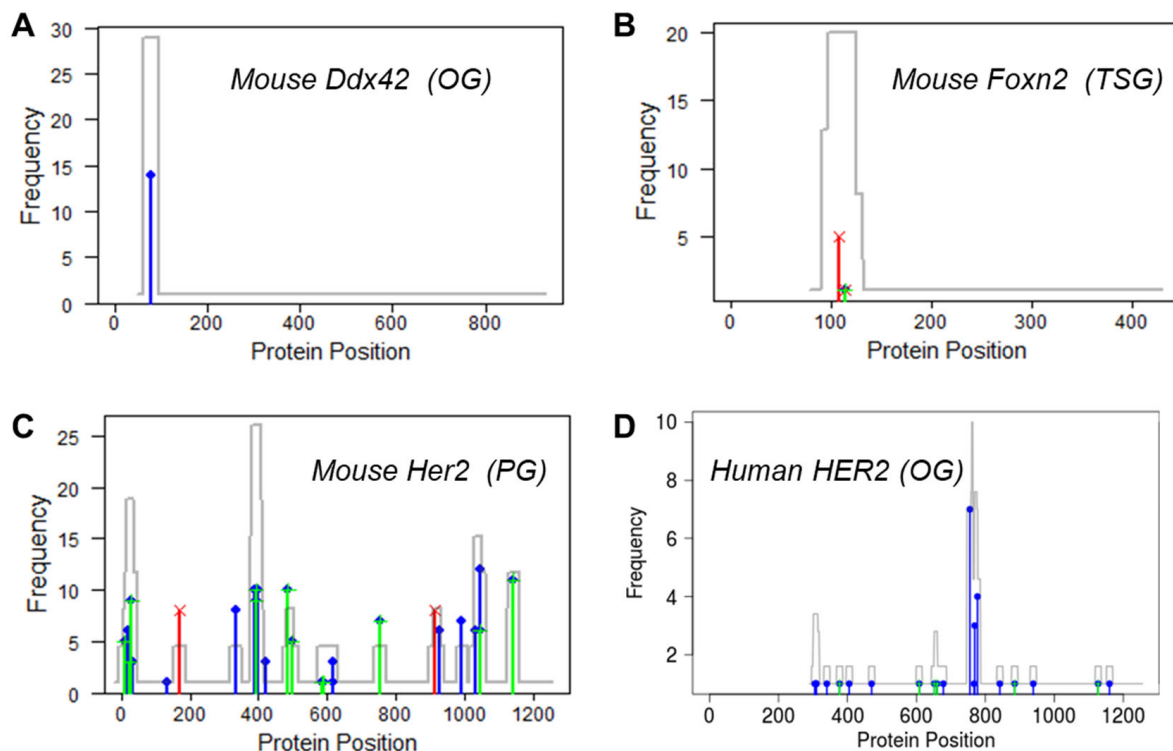 A
Mouse Ddx42 (OG)
Frequency
30
25
20
15
10
5
0
0 200 400 600 800
Protein Position
B
Mouse Foxn2 (TSG)
Frequency
20
15
10
5
0 100 200 300 400
Protein Position
C
Mouse Her2 (PG)
Frequency
25
20
15
10
5
0
0 200 400 600 800 1000 1200
Protein Position
D
Human HER2 (OG)
Frequency
10
8
6
4
2
0 200 400 600 800 1000 1200
Protein Position